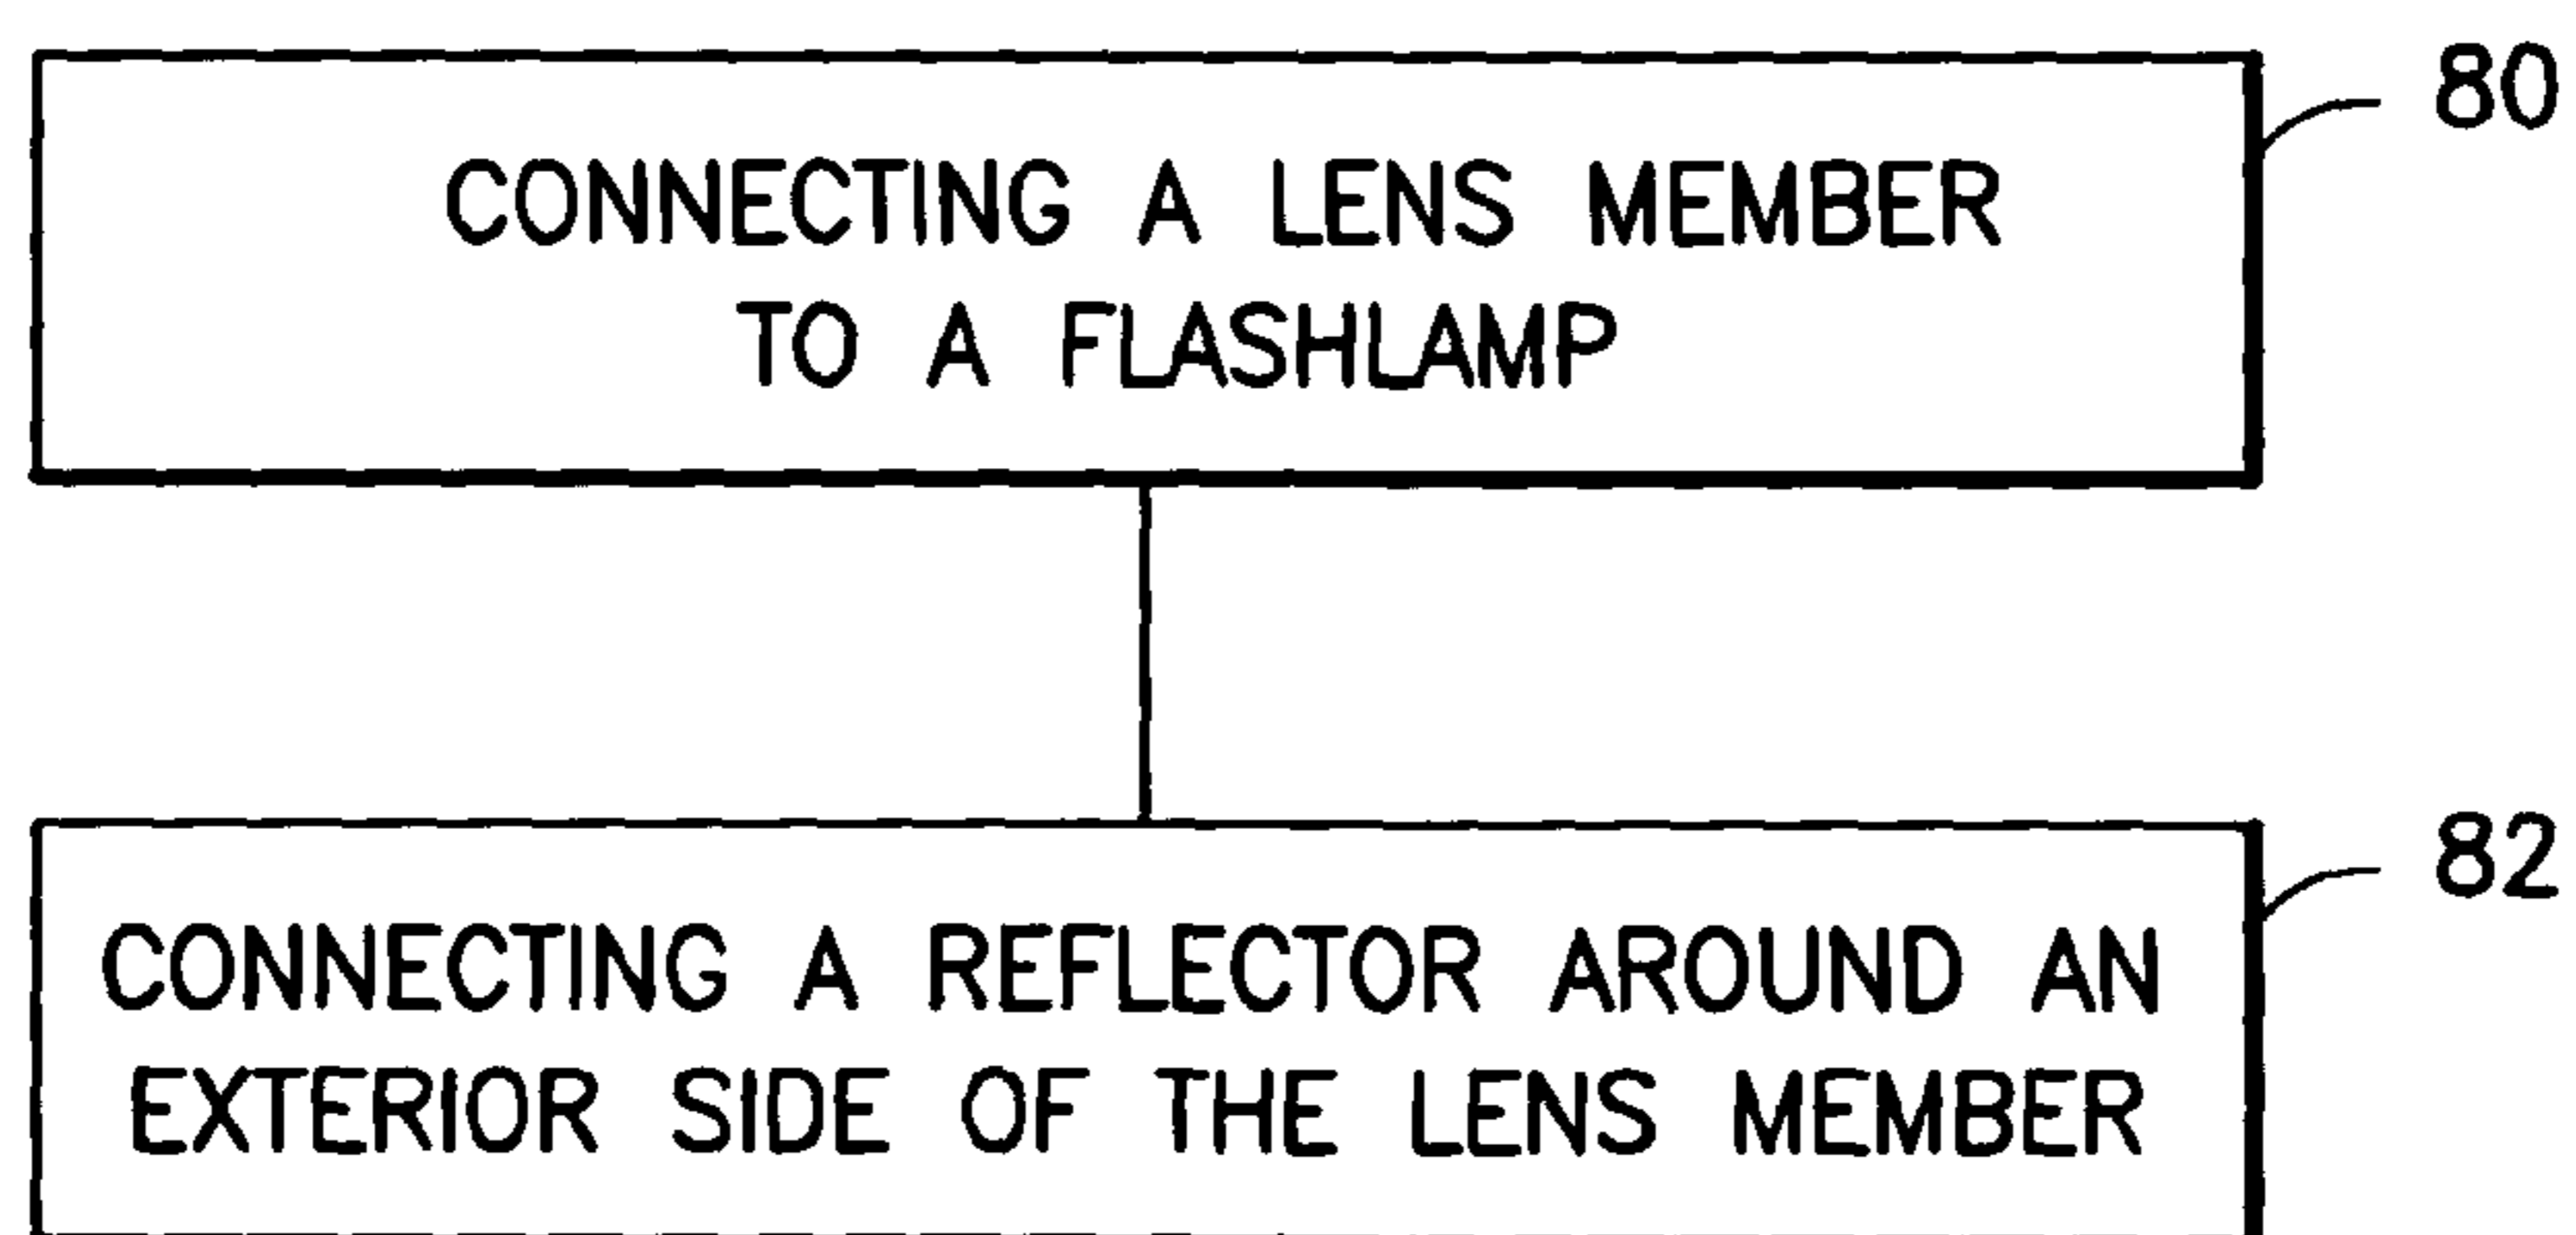 80
CONNECTING A LENS MEMBER
TO A FLASHLAMP
82
CONNECTING A REFLECTOR AROUND AN
EXTERIOR SIDE OF THE LENS MEMBER